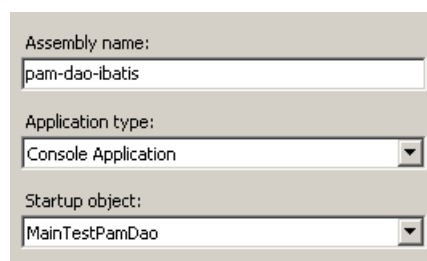 Assembly name:
pam-dao-ibatis
Application type:
Console Application
Startup object:
MainTestPamDao